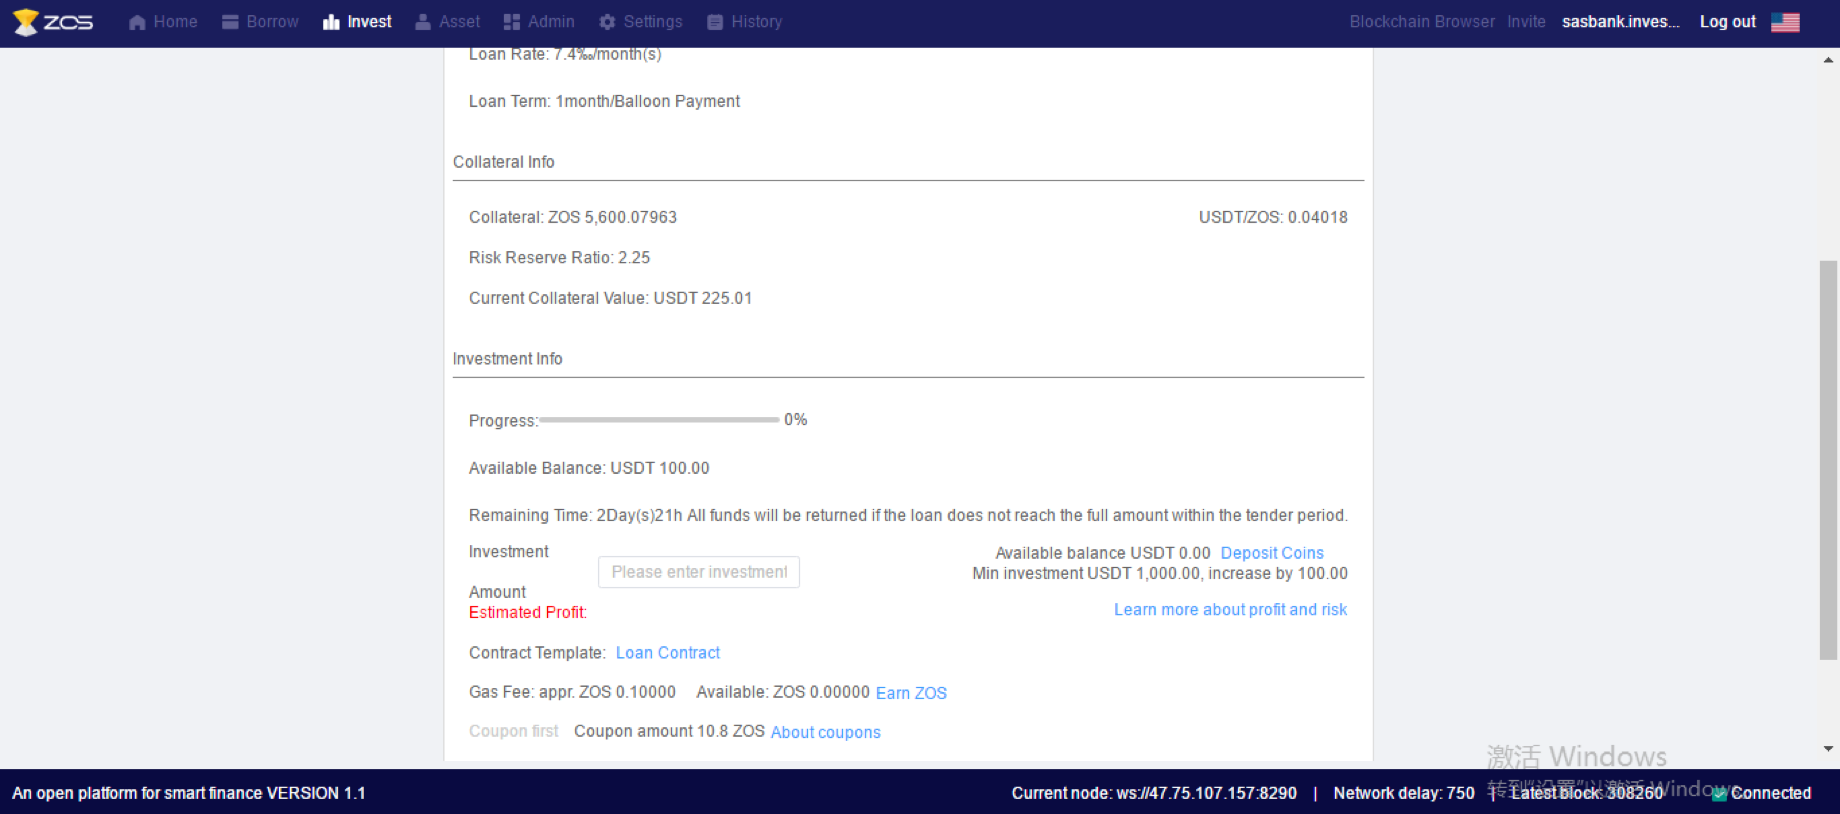 ZOS Home Borrow Invest Asset Admin Settings History Blockchain Browser Invite sasbank.inves... Log out
Loan Rate: 7.4‰/month(s)
Loan Term: 1month/Balloon Payment
Collateral Info
Collateral: ZOS 5,600.07963 USDT/ZOS: 0.04018
Risk Reserve Ratio: 2.25
Current Collateral Value: USDT 225.01
Investment Info
Progress: 0%
Available Balance: USDT 100.00
Remaining Time: 2Day(s)21h All funds will be returned if the loan does not reach the full amount within the tender period.
Investment
Amount
Please enter investment
Available balance USDT 0.00 Deposit Coins
Min investment USDT 1,000.00, increase by 100.00
Estimated Profit:
Learn more about profit and risk
Contract Template: Loan Contract
Gas Fee: appr. ZOS 0.10000 Available: ZOS 0.00000 Earn ZOS
Coupon first Coupon amount 10.8 ZOS About coupons
激活 Windows
转到"设置"以激活 Windows
An open platform for smart finance VERSION 1.1 Current node: ws://47.75.107.157:8290 | Network delay: 750 | Latest block: 308260 Connected